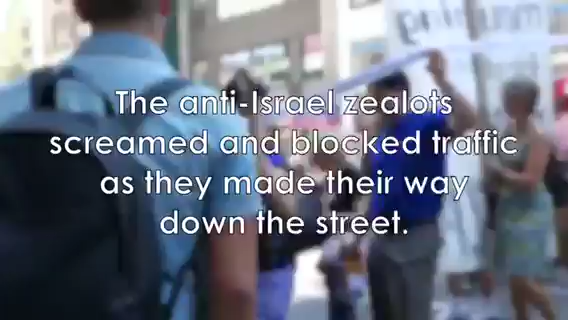 The anti-Israel zealots
screamed and blocked traffic
as they made their way
down the street.